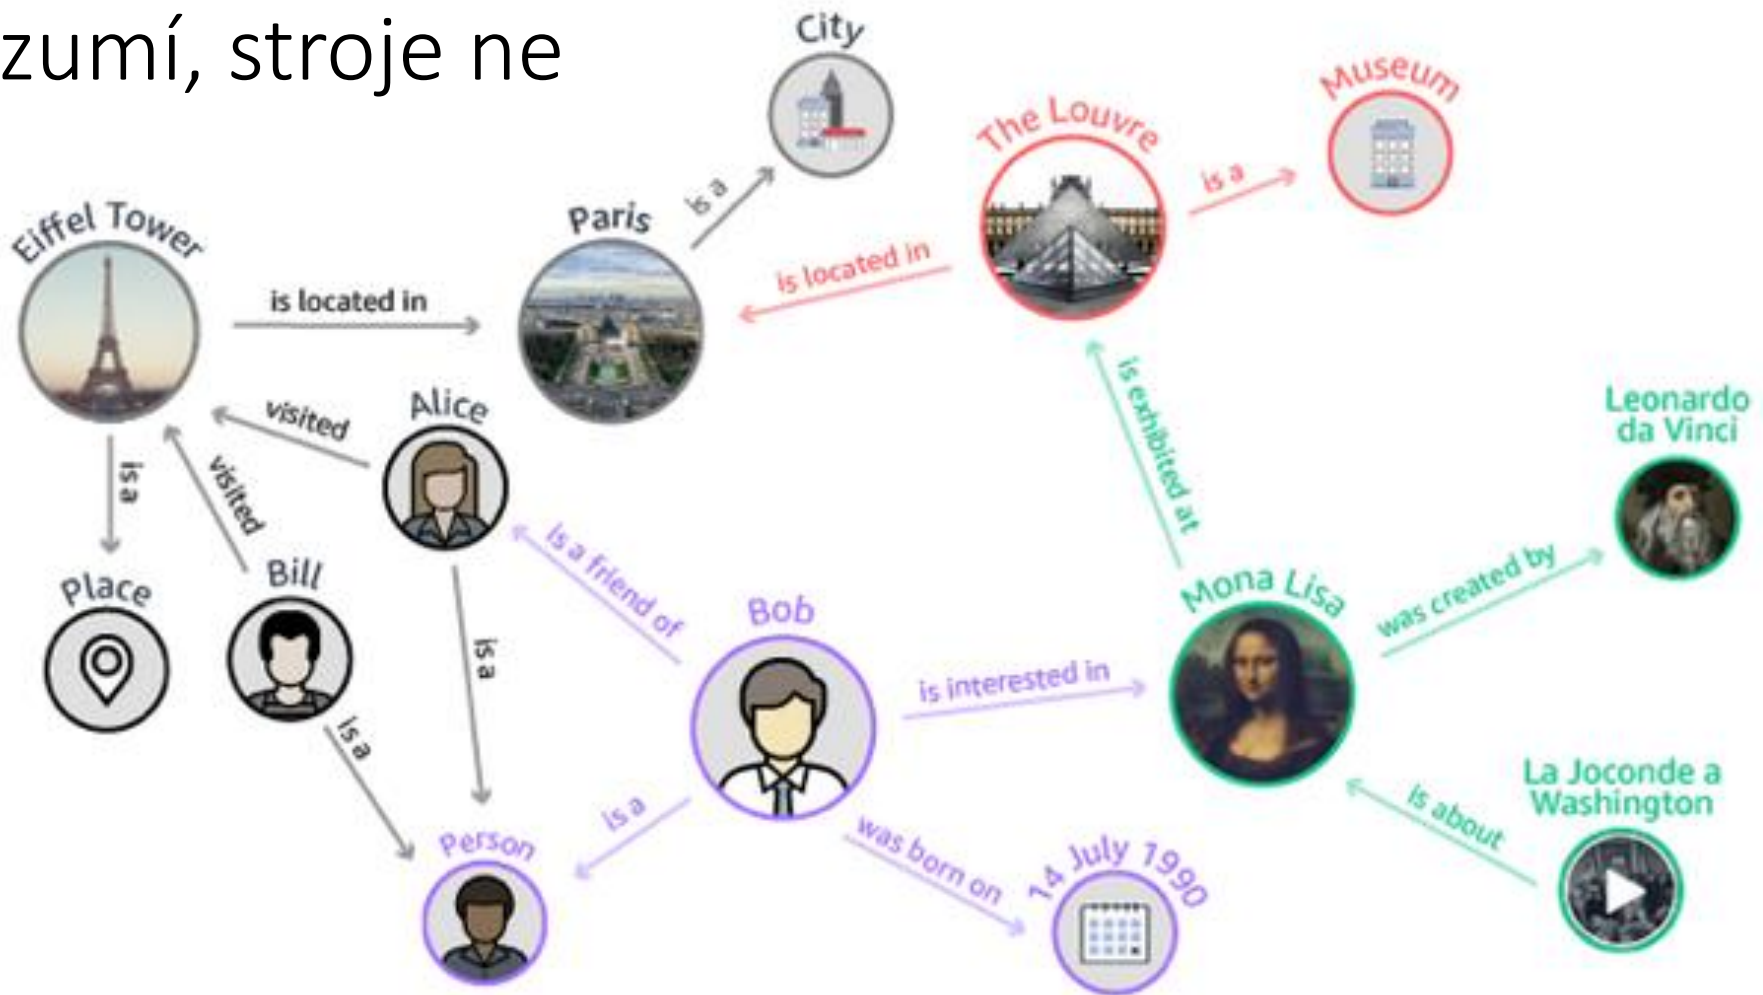 zumí, stroje ne
City
Museum
The Louvre
is a
is a
Eiffel Tower
Paris
is located in
is located in
Alice
visited
is exhibited at
Leonardo
da Vinci
is a
visited
Bill
Place
is a friend of
Bob
Mona Lisa
was created by
is a
is interested in
is a
La Joconde a
Washington
is about
is a
was born on
Person
14 July 1990